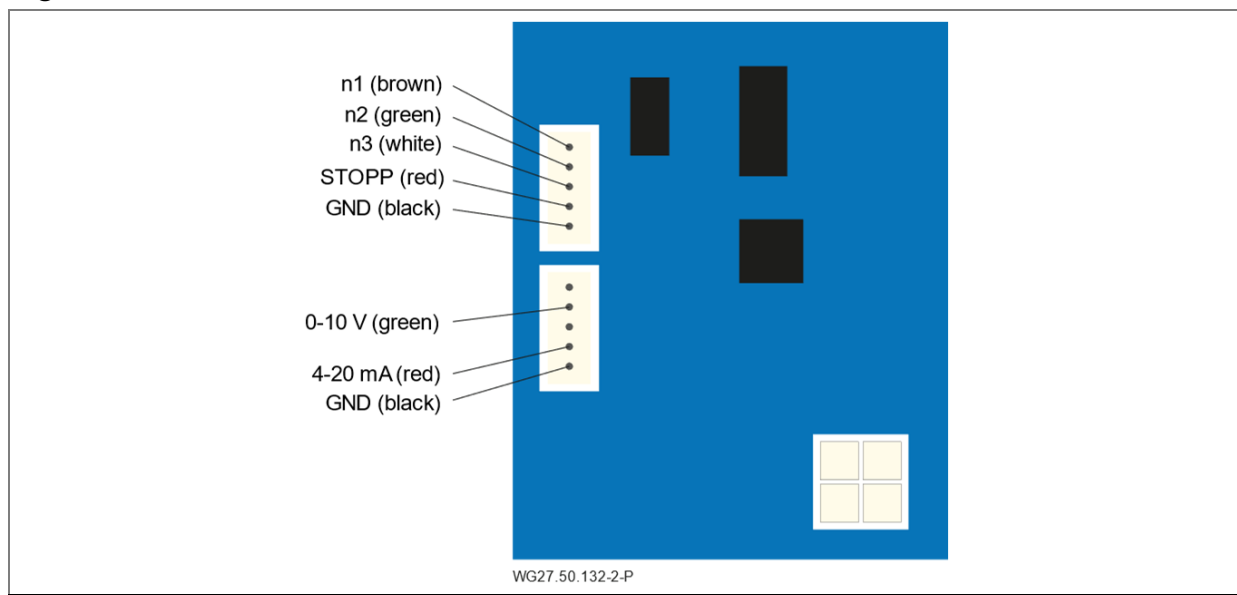 n1 (brown)
n2 (green)
n3 (white)
STOPP (red)
GND (black)
0-10 V (green)
4-20 mA (red)
GND (black)
WG27.50.132-2-P